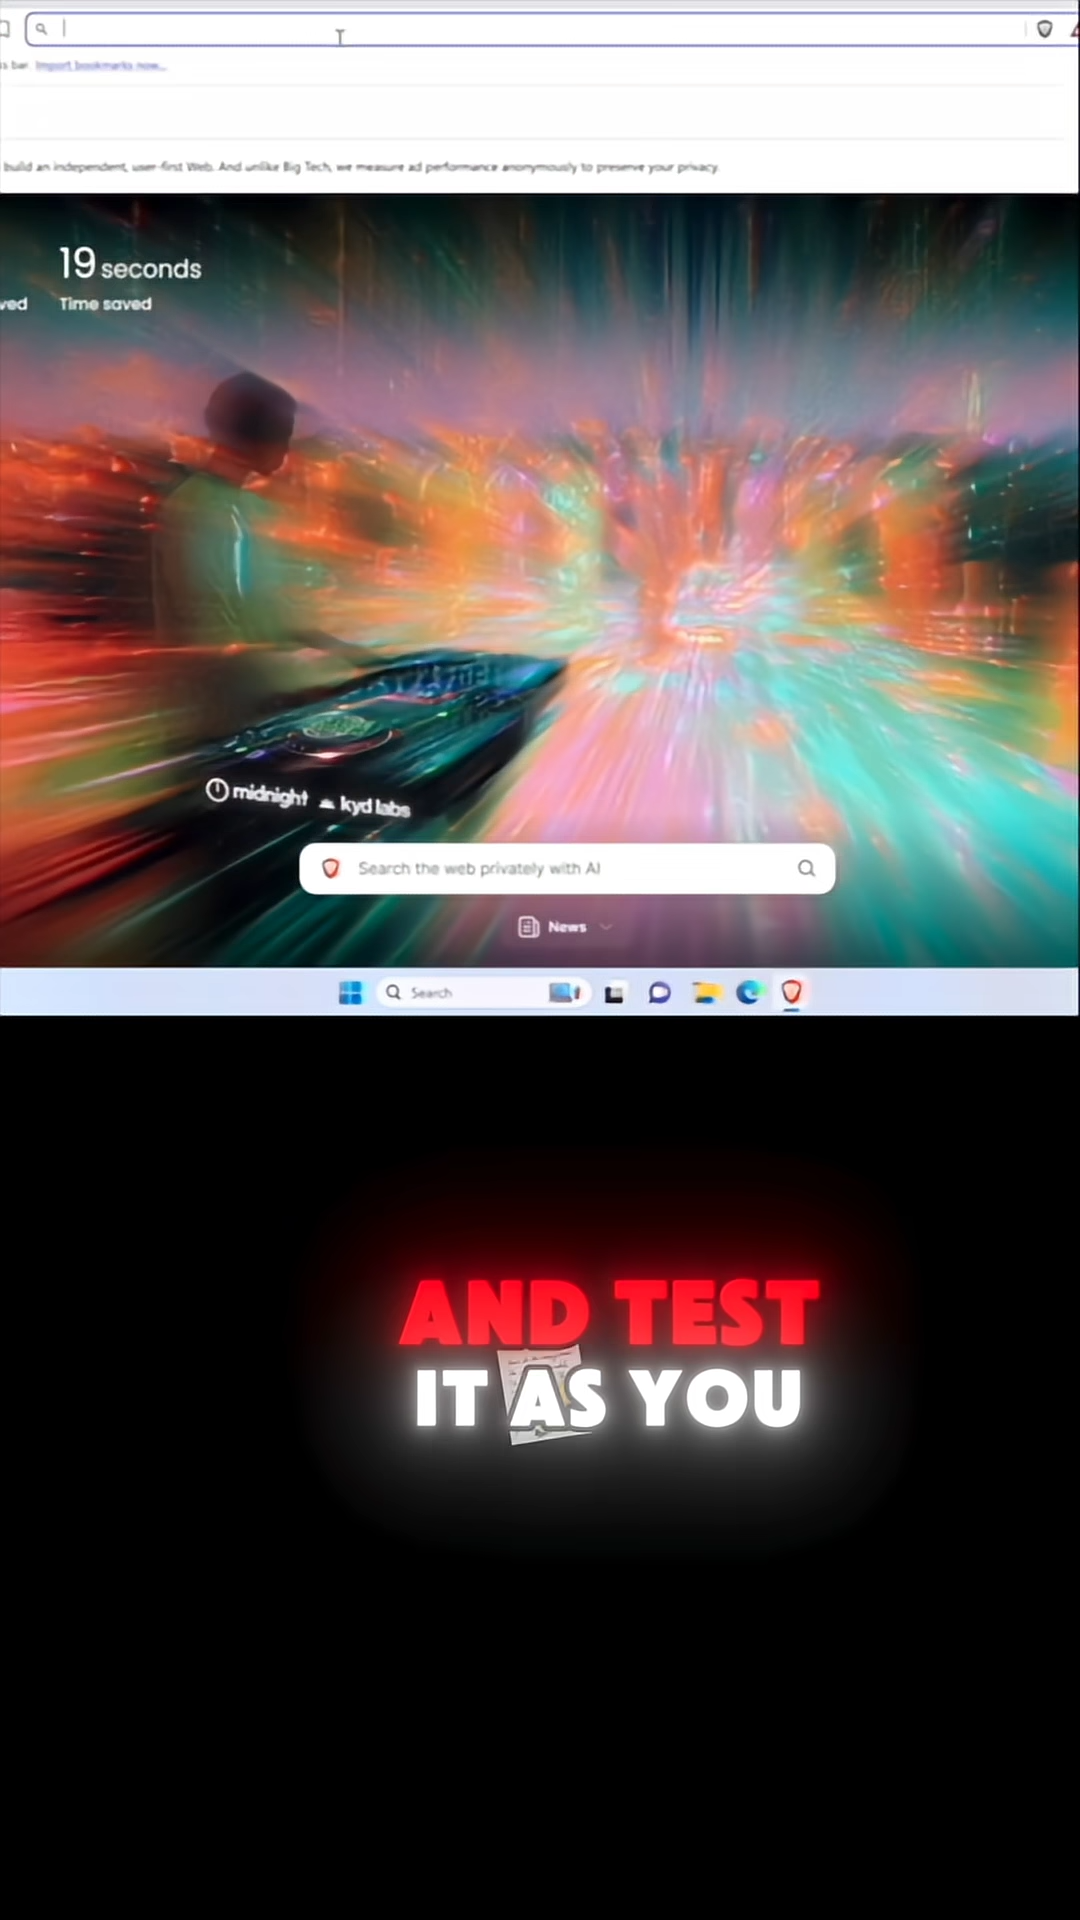 s bar. Import bookmarks now...
build an independent, user-first Web. And unlike Big Tech, we measure ad performance anonymously to preserve your privacy.
19 seconds
ved Time saved
midnight kyd labs
Search the web privately with AI
News
Search
AND TEST
IT AS YOU